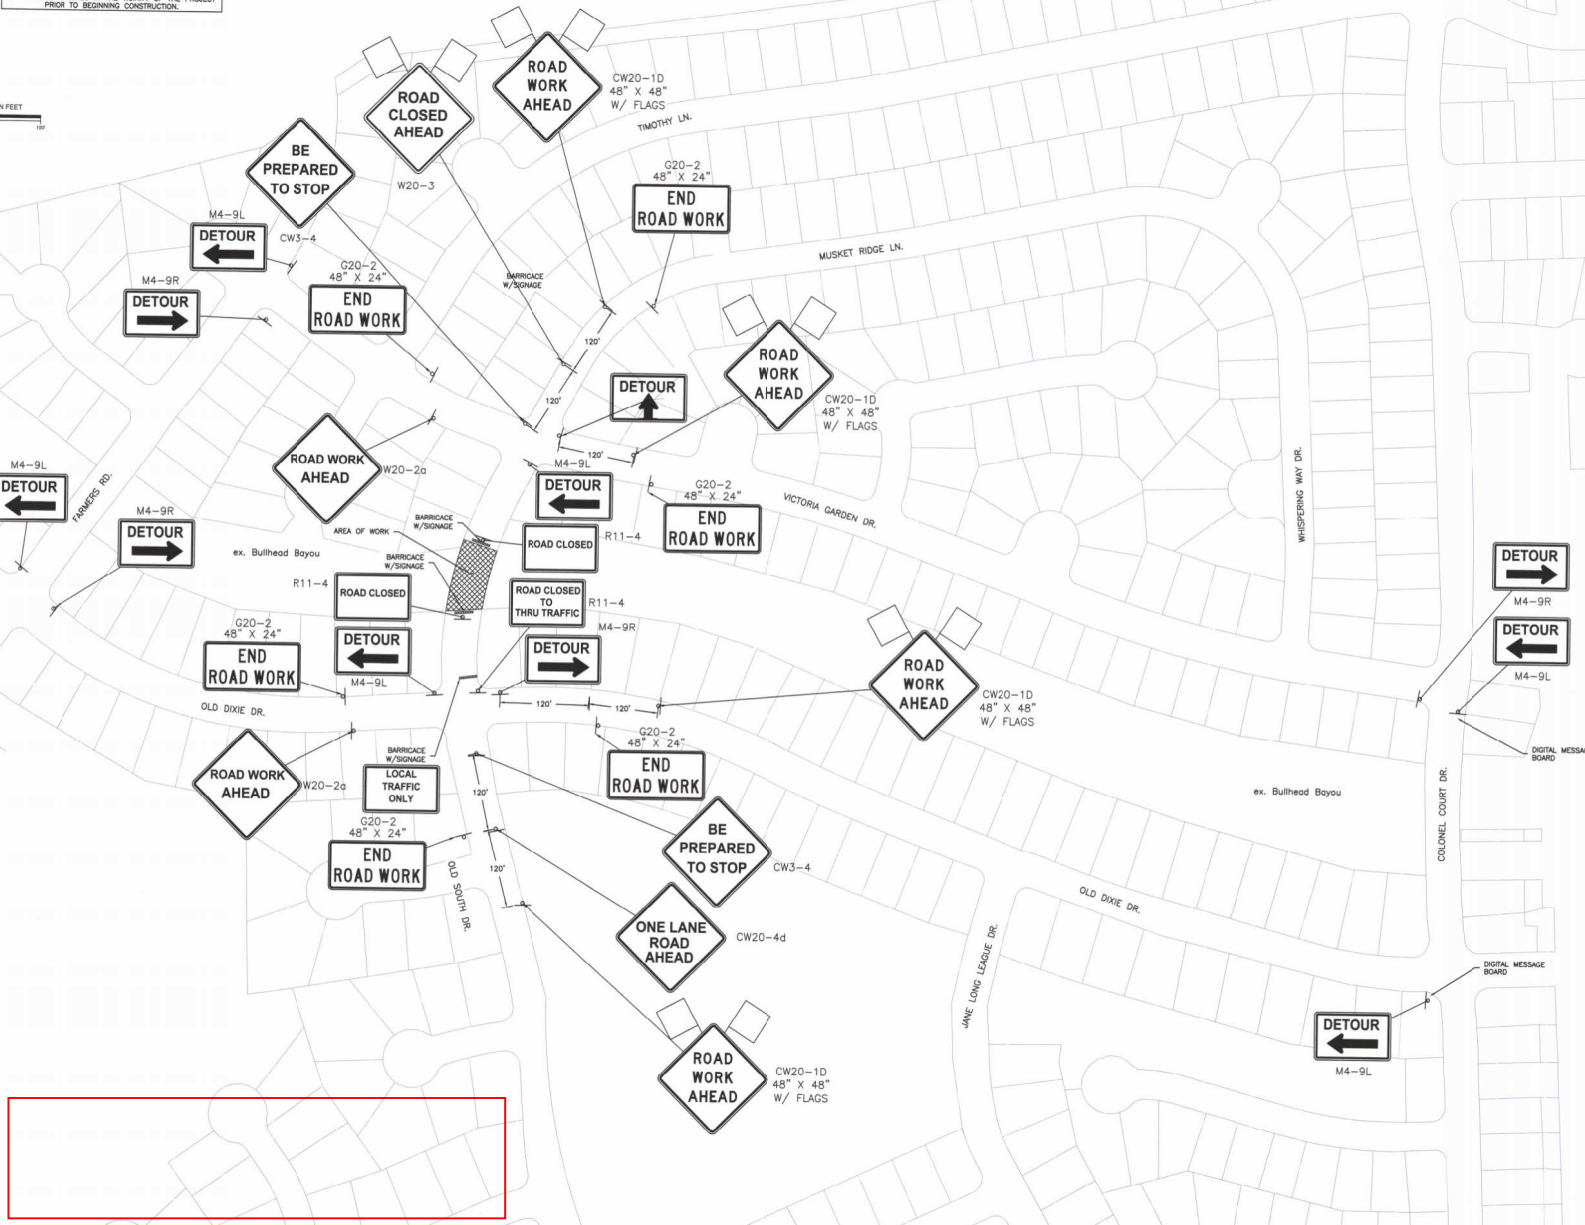 PRIOR TO BEGINNING CONSTRUCTION.
N FEET
100'
ROAD
WORK
AHEAD
CW20-1D
48" X 48"
W/ FLAGS
ROAD
CLOSED
AHEAD
W20-3
TIMOTHY LN.
BE
PREPARED
TO STOP
CW3-4
G20-2
48" X 24"
END
ROAD WORK
M4-9L
DETOUR
M4-9R
DETOUR
G20-2
48" X 24"
END
ROAD WORK
BARRICACE
W/SIGNAGE
MUSKET RIDGE LN.
120'
120'
120'
DETOUR
ROAD
WORK
AHEAD
CW20-1D
48" X 48"
W/ FLAGS
ROAD WORK
AHEAD
W20-2a
M4-9L
DETOUR
FARMERS RD.
M4-9R
DETOUR
M4-9L
DETOUR
G20-2
48" X 24"
END
ROAD WORK
VICTORIA GARDEN DR.
WHISPERING WAY DR.
BARRICACE
W/SIGNAGE
AREA OF WORK
ROAD CLOSED
R11-4
ex. Bullhead Bayou
BARRICACE
W/SIGNAGE
R11-4
ROAD CLOSED
ROAD CLOSED
TO
THRU TRAFFIC
R11-4
DETOUR
M4-9R
DETOUR
M4-9L
G20-2
48" X 24"
END
ROAD WORK
DETOUR
M4-9L
M4-9R
DETOUR
ROAD
WORK
AHEAD
CW20-1D
48" X 48"
W/ FLAGS
OLD DIXIE DR.
120'
120'
G20-2
48" X 24"
END
ROAD WORK
DIGITAL MESSA
BOARD
ROAD WORK
AHEAD
W20-2a
BARRICACE
W/SIGNAGE
LOCAL
TRAFFIC
ONLY
120'
120'
G20-2
48" X 24"
END
ROAD WORK
OLD SOUTH DR.
BE
PREPARED
TO STOP
CW3-4
ex. Bullhead Bayou
COLONEL COURT DR.
OLD DIXIE DR.
ONE LANE
ROAD
AHEAD
CW20-4d
JANE LONG LEAGUE DR.
DIGITAL MESSAGE
BOARD
DETOUR
M4-9L
ROAD
WORK
AHEAD
CW20-1D
48" X 48"
W/ FLAGS